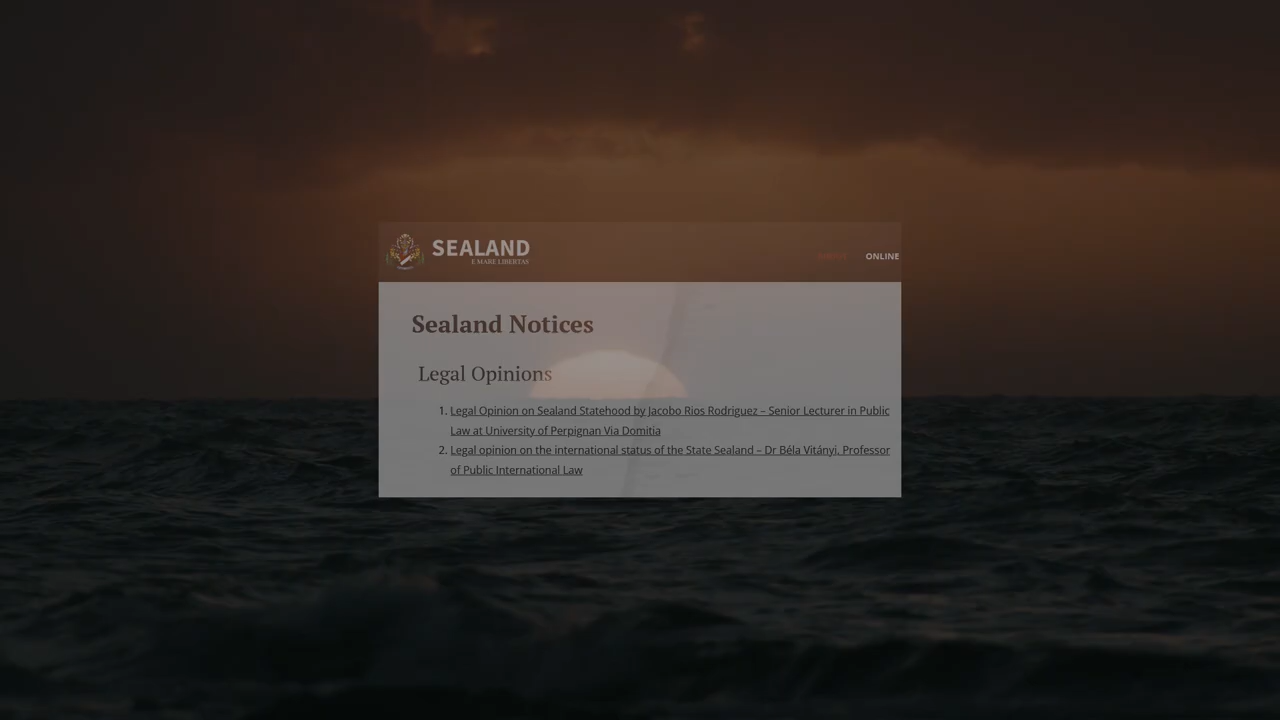 SEALAND
E MARE LIBERTAS
ABOUT
ONLINE
Sealand Notices
Legal Opinions
1. Legal Opinion on Sealand Statehood by Jacobo Rios Rodriguez – Senior Lecturer in Public
Law at University of Perpignan Via Domitia
2. Legal opinion on the international status of the State Sealand – Dr Béla Vitányi. Professor
of Public International Law